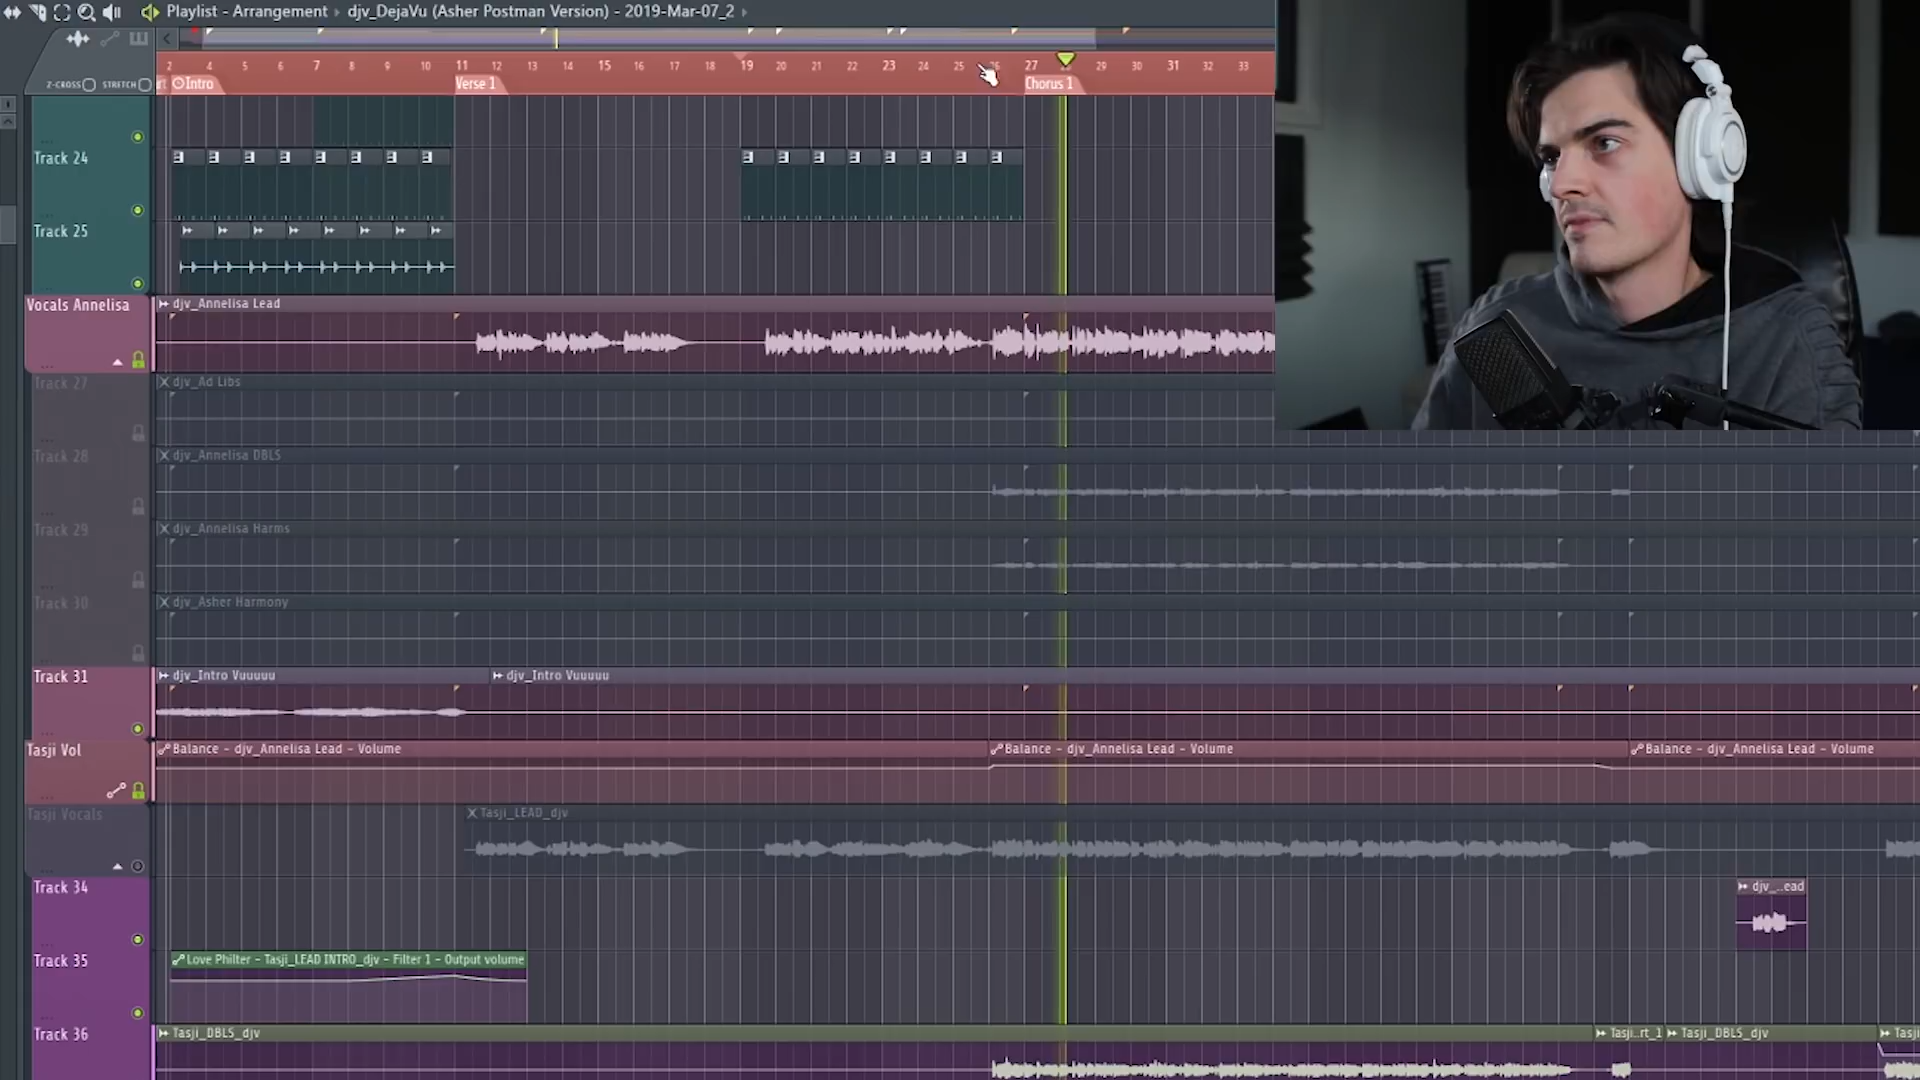 Playlist - Arrangement › djv_DejaVu (Asher Postman Version) - 2019-Mar-07_2 ›
2 4 5 6 7 8 9 10 11 12 13 14 15 16 17 18 19 20 21 22 23 24 25 26 27 28 29 30 31 32 33
Z-CROSS STRETCH Intro Verse 1 Chorus 1
Track 24
Track 25
Vocals Annelisa djv_Annelisa Lead
Track 27 djv_Ad Libs
Track 28 djv_Annelisa DBLS
Track 29 djv_Annelisa Harms
Track 30 djv_Asher Harmony
Track 31 djv_Intro Vuuuuu djv_Intro Vuuuuu
Tasji Vol Balance - djv_Annelisa Lead - Volume Balance - djv_Annelisa Lead - Volume Balance - djv_Annelisa Lead - Volume
Tasji Vocals Tasji_LEAD_djv
Track 34 djv_..ead
Track 35 Love Philter - Tasji_LEAD INTRO_djv - Filter 1 - Output volume
Track 36 Tasji_DBLS_djv Tasji..rt_1 Tasji_DBLS_djv Tasji